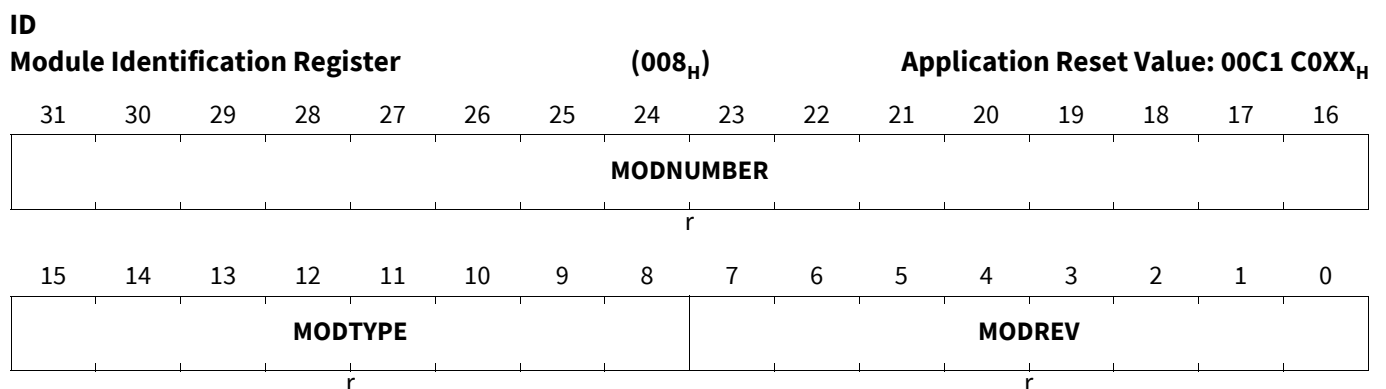 ID
Module Identification Register (008H) Application Reset Value: 00C1 C0XXH
31 30 29 28 27 26 25 24 23 22 21 20 19 18 17 16
MODNUMBER
r
15 14 13 12 11 10 9 8 7 6 5 4 3 2 1 0
MODTYPE MODREV
r r